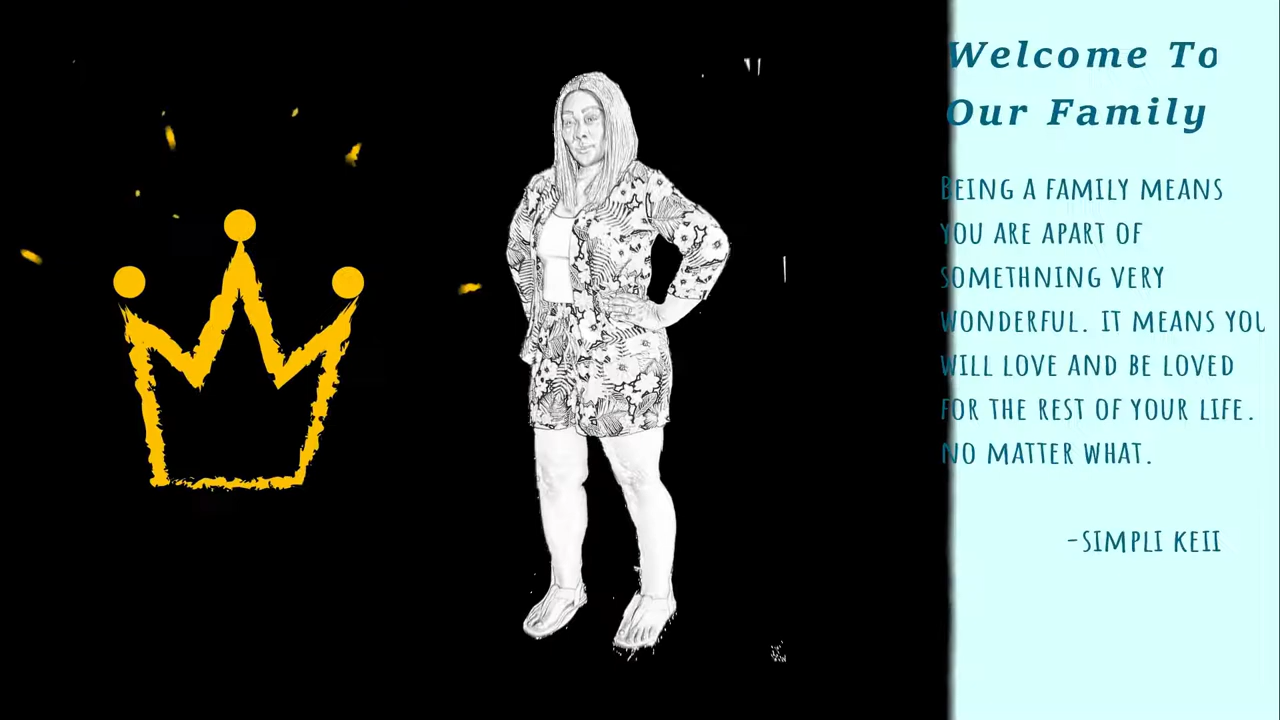 Welcome To
Our Family
BEING A FAMILY MEANS
YOU ARE APART OF
SOMETHNING VERY
WONDERFUL. IT MEANS YOU
WILL LOVE AND BE LOVED
FOR THE REST OF YOUR LIFE.
NO MATTER WHAT.
-SIMPLI KEII